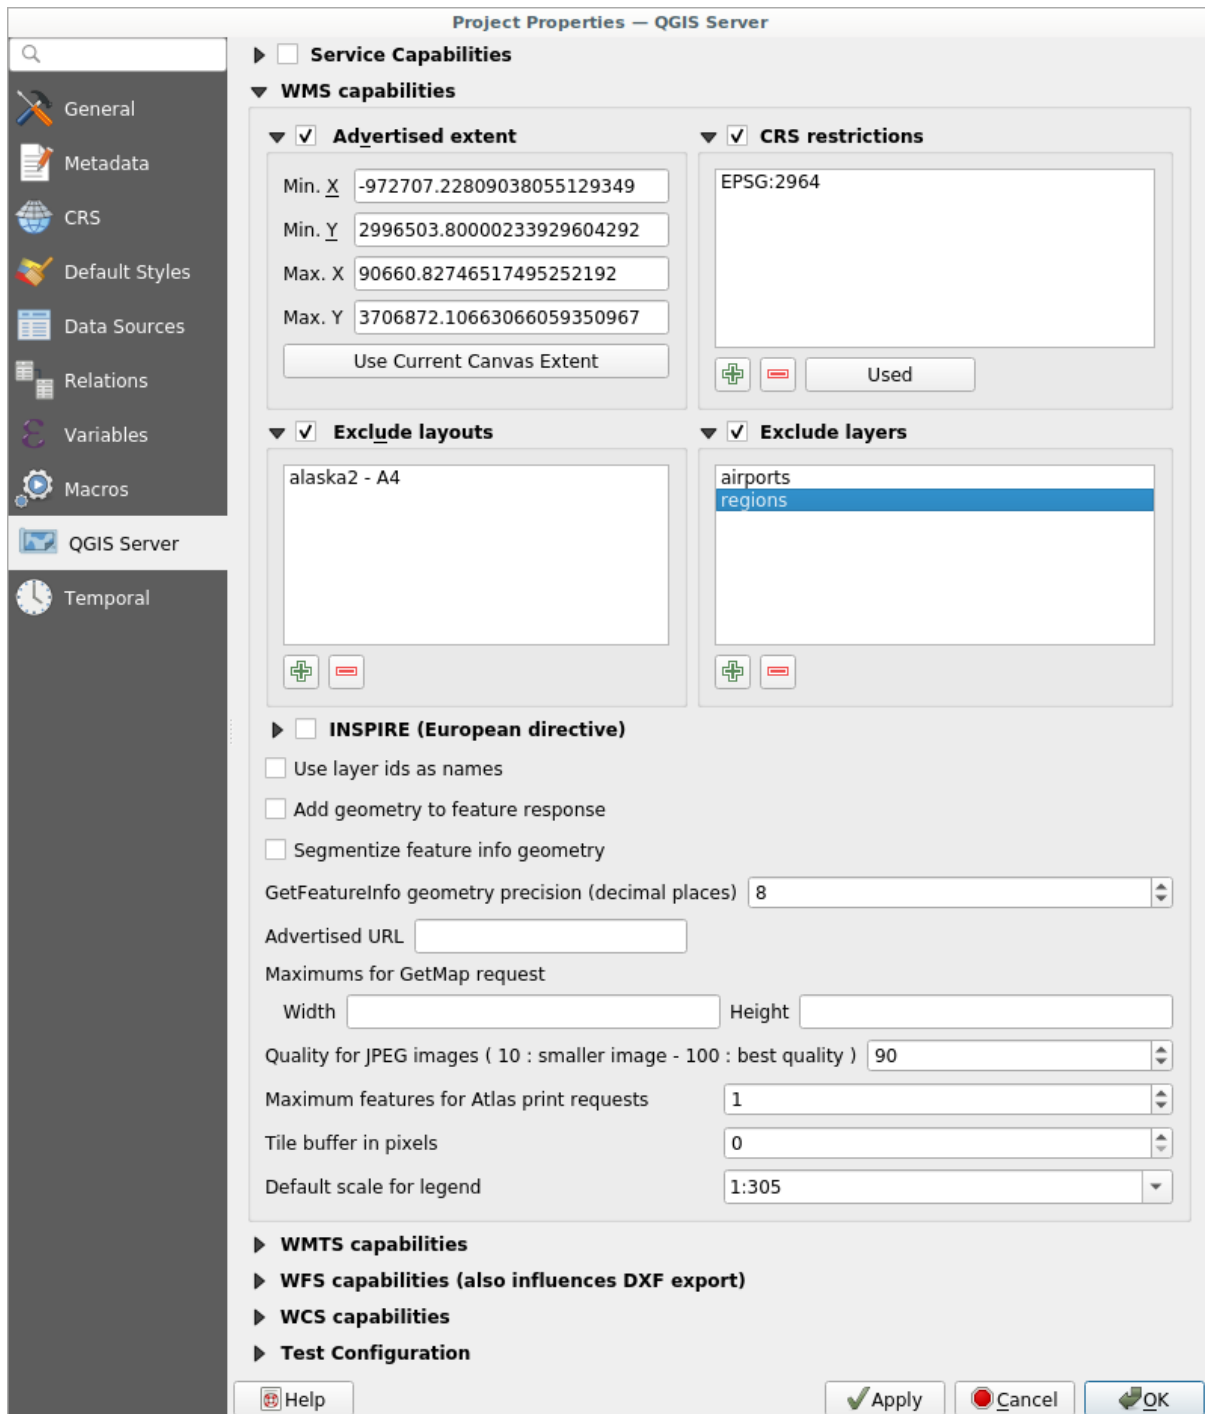 Project Properties — QGIS Server
General
Metadata
CRS
Default Styles
Data Sources
Relations
Variables
Macros
QGIS Server
Temporal
Service Capabilities
WMS capabilities
Advertised extent
Min. X -972707.22809038055129349
Min. Y 2996503.80000233929604292
Max. X 90660.82746517495252192
Max. Y 3706872.10663066059350967
Use Current Canvas Extent
CRS restrictions
EPSG:2964
Used
Exclude layouts
alaska2 - A4
Exclude layers
airports
regions
INSPIRE (European directive)
Use layer ids as names
Add geometry to feature response
Segmentize feature info geometry
GetFeatureInfo geometry precision (decimal places) 8
Advertised URL
Maximums for GetMap request
Width Height
Quality for JPEG images ( 10 : smaller image - 100 : best quality ) 90
Maximum features for Atlas print requests 1
Tile buffer in pixels 0
Default scale for legend 1:305
WMTS capabilities
WFS capabilities (also influences DXF export)
WCS capabilities
Test Configuration
Help Apply Cancel OK